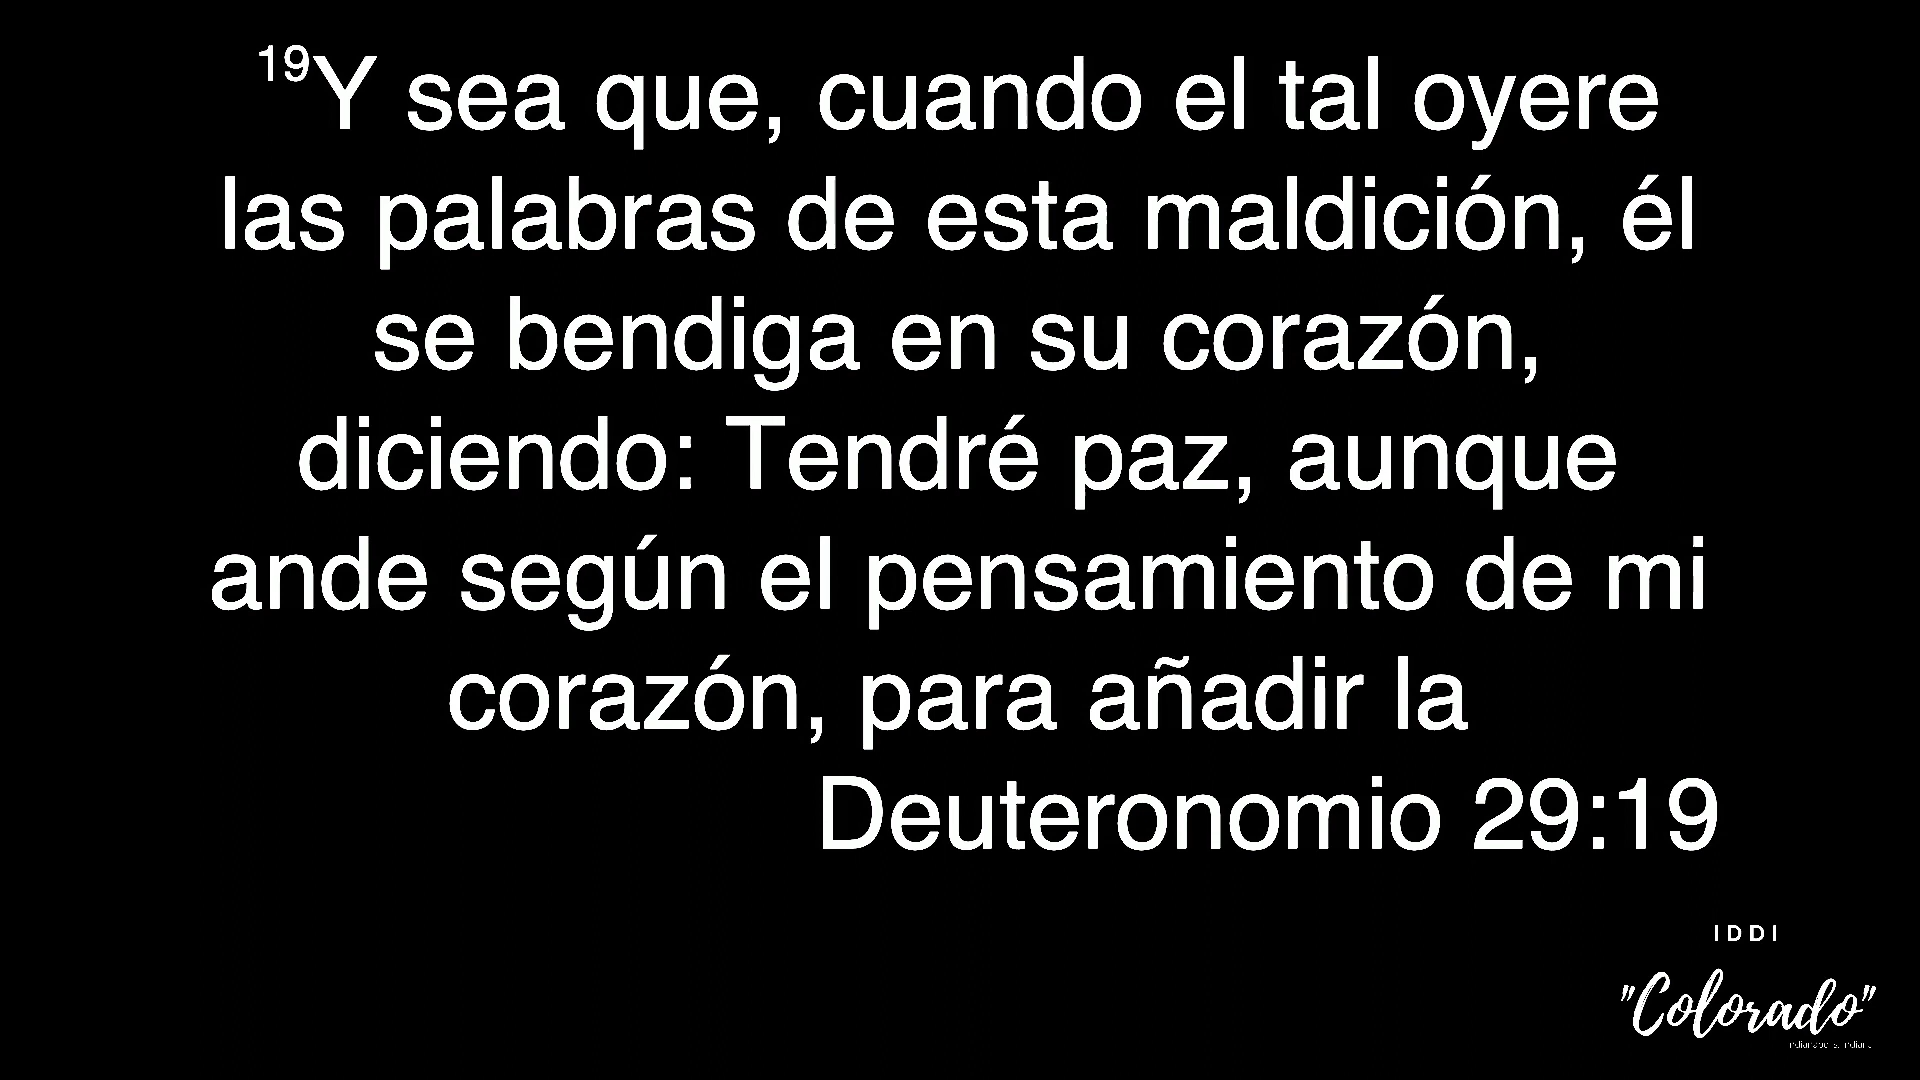 19Y sea que, cuando el tal oyere
las palabras de esta maldición, él
se bendiga en su corazón,
diciendo: Tendré paz, aunque
ande según el pensamiento de mi
corazón, para añadir la
Deuteronomio 29:19
IDDI
"Colorado"